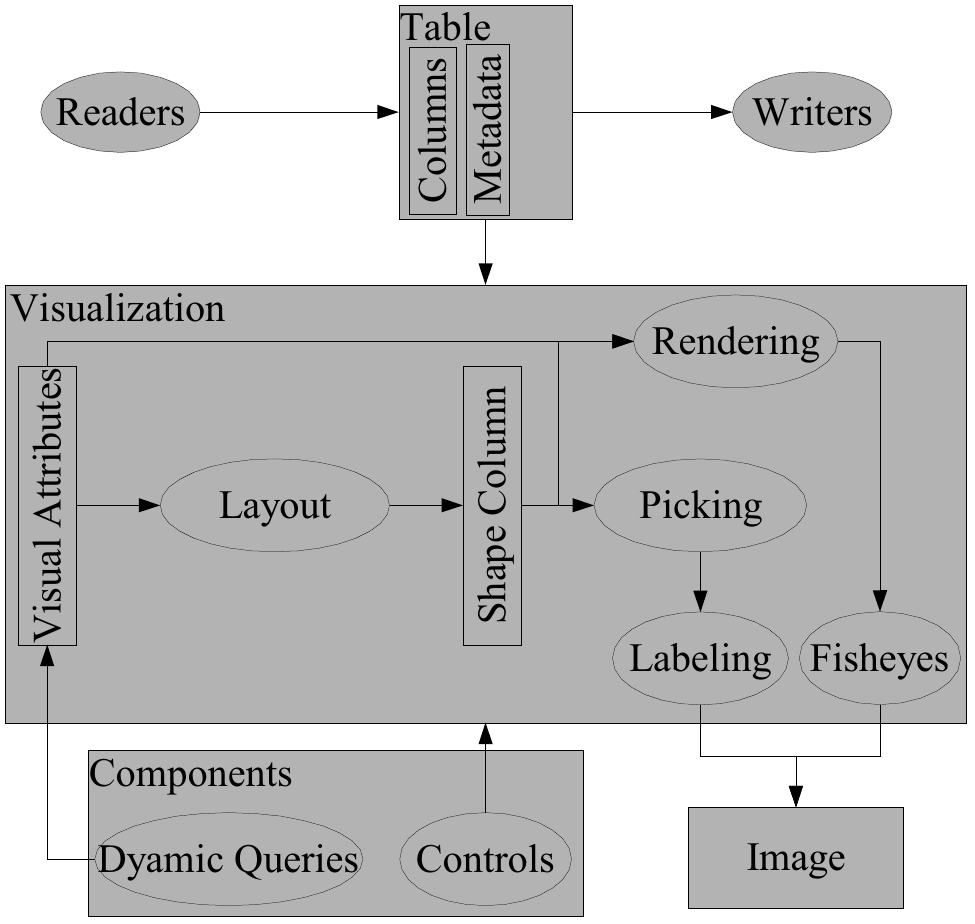 Table
Readers
Columns
Metadata
Writers
Visualization
Rendering
Visual Attributes
Layout
Shape Column
Picking
Labeling
Fisheyes
Components
Dyamic Queries
Controls
Image